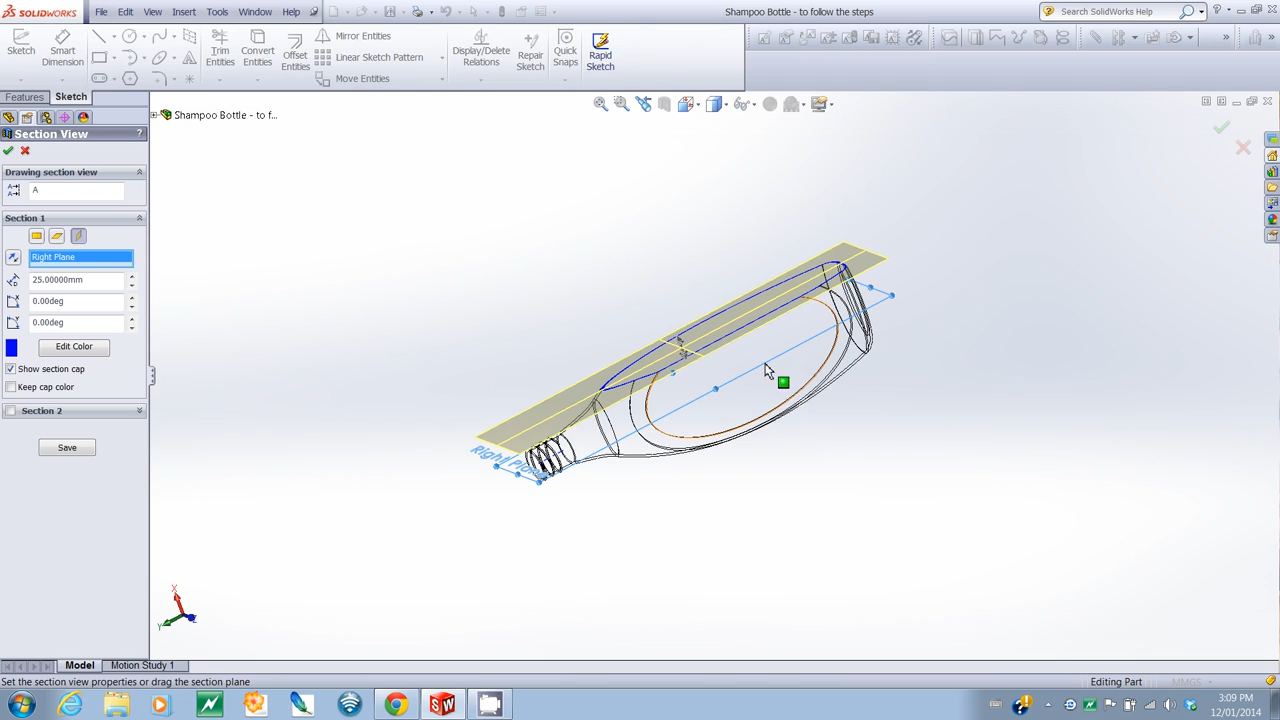 SOLIDWORKS
File Edit View Insert Tools Window Help
Shampoo Bottle - to follow the steps
Search SolidWorks Help
Sketch
Smart Dimension
Trim Entities
Convert Entities
Offset Entities
Mirror Entities
Linear Sketch Pattern
Move Entities
Display/Delete Relations
Repair Sketch
Quick Snaps
Rapid Sketch
Features Sketch
Shampoo Bottle - to f...
Section View ?
Drawing section view
A
Section 1
Right Plane
25.00000mm
0.00deg
0.00deg
Edit Color
Show section cap
Keep cap color
Section 2
Save
Right Plane
X
Y
Z
Model Motion Study 1
Set the section view properties or drag the section plane
Editing Part
MMGS
3:09 PM
12/01/2014